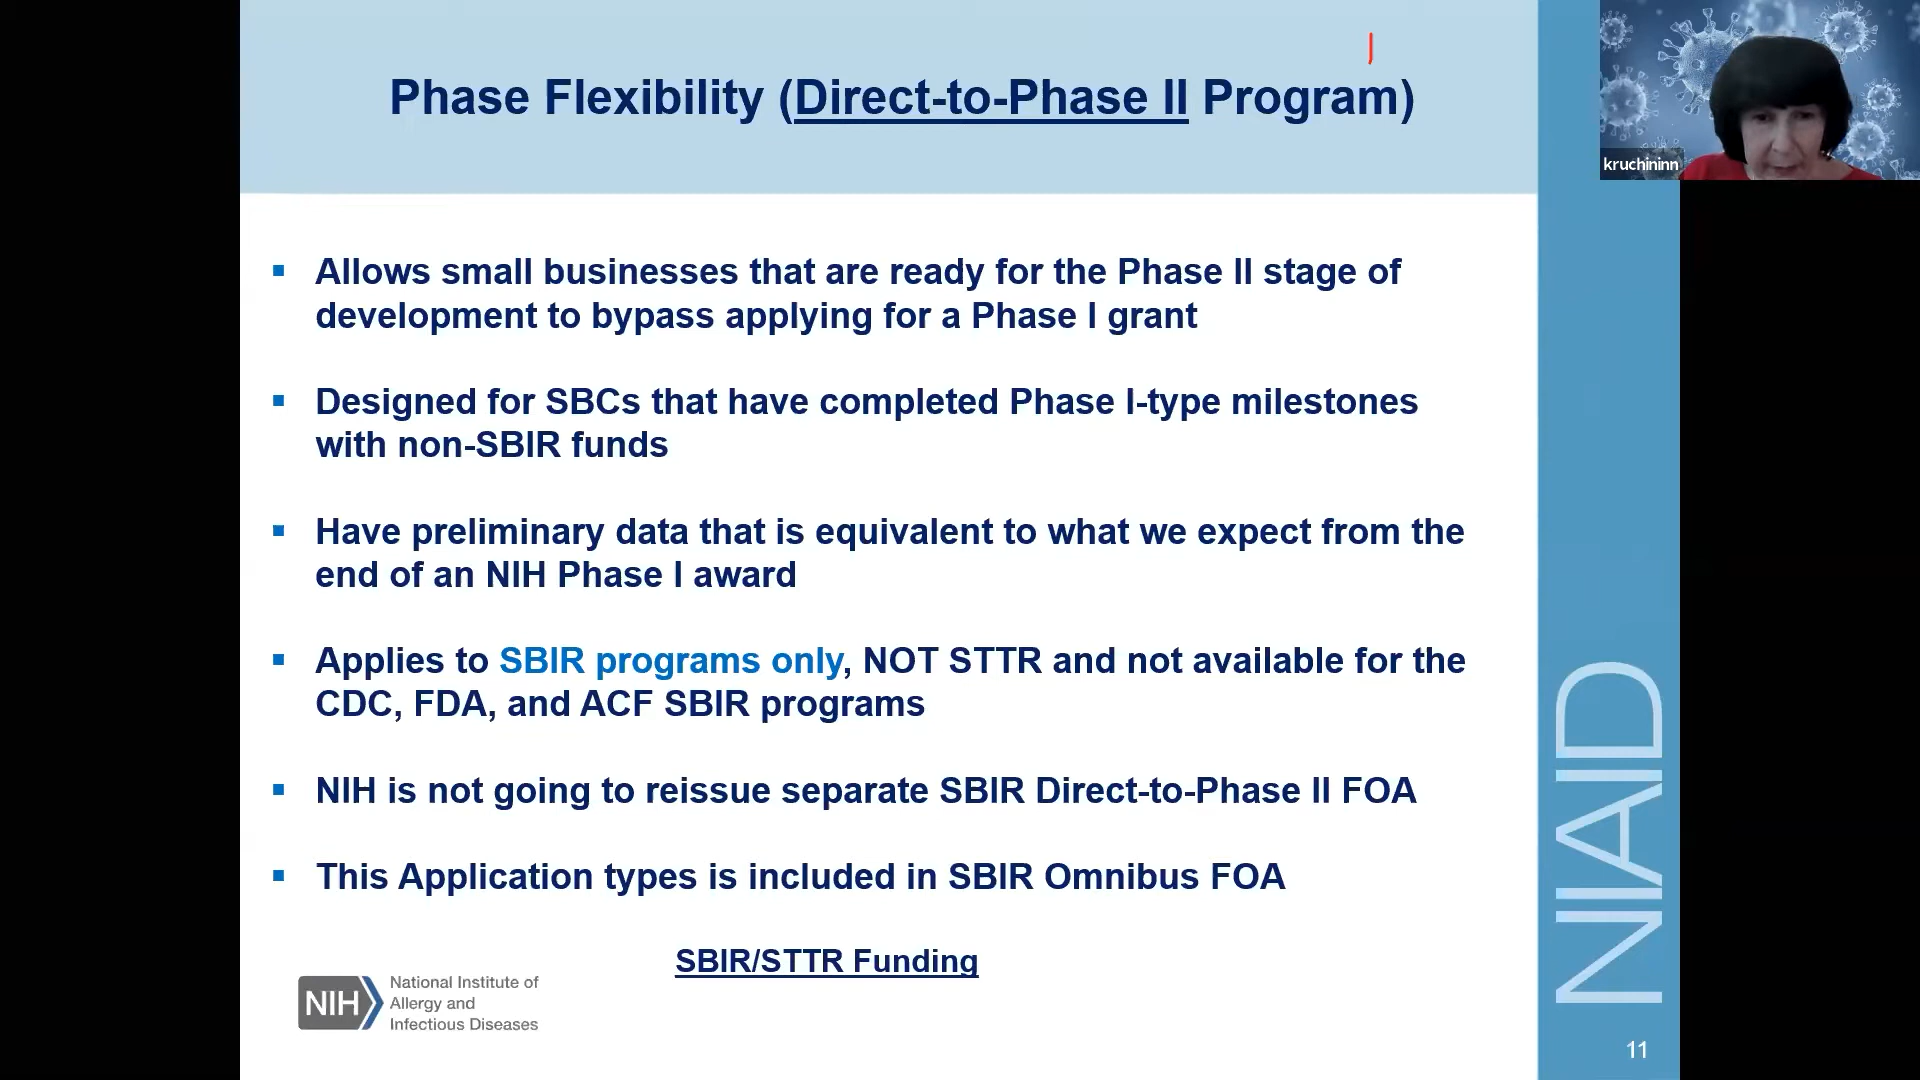 Phase Flexibility (Direct-to-Phase II Program)
kruchininn
▪ Allows small businesses that are ready for the Phase II stage of
development to bypass applying for a Phase I grant
▪ Designed for SBCs that have completed Phase I-type milestones
with non-SBIR funds
▪ Have preliminary data that is equivalent to what we expect from the
end of an NIH Phase I award
▪ Applies to SBIR programs only, NOT STTR and not available for the
CDC, FDA, and ACF SBIR programs
▪ NIH is not going to reissue separate SBIR Direct-to-Phase II FOA
▪ This Application types is included in SBIR Omnibus FOA
SBIR/STTR Funding
NIH
National Institute of
Allergy and
Infectious Diseases
NIAID
11